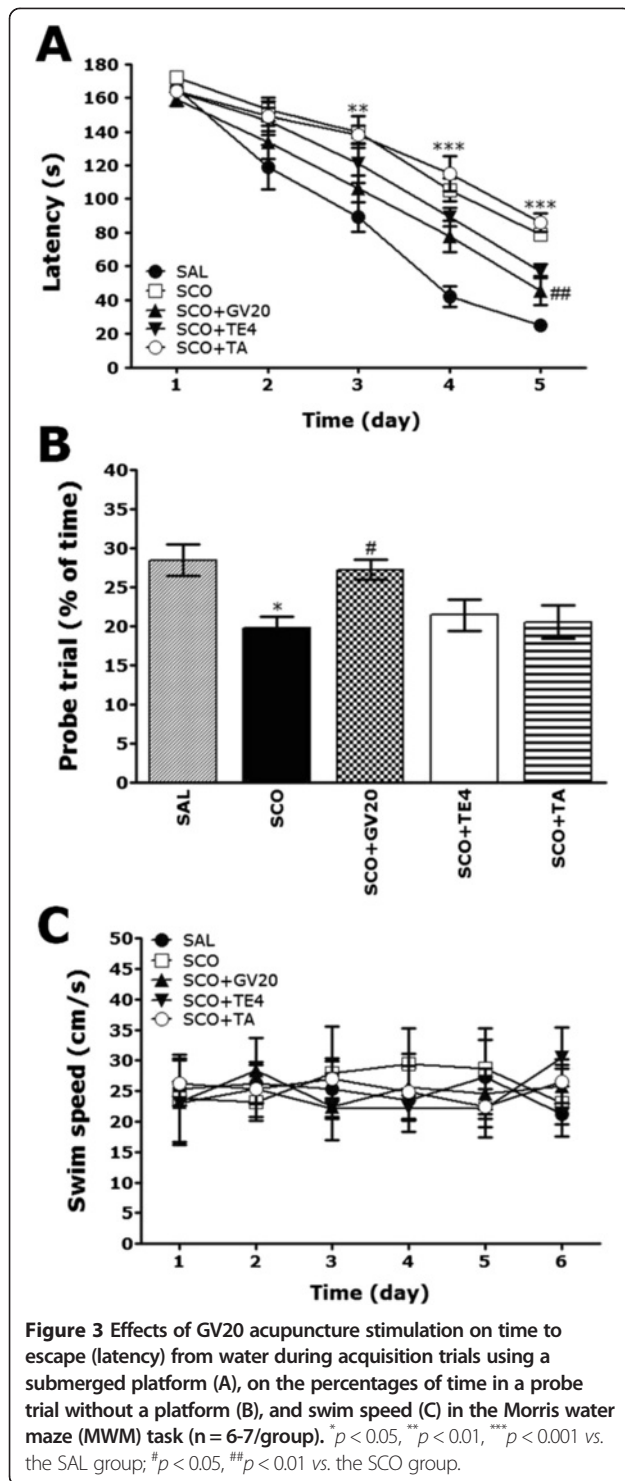 A
180
160
140
120
100
80
60
40
20
0
Latency (s)
** *** ***
##
SAL
SCO
SCO+GV20
SCO+TE4
SCO+TA
1 2 3 4 5
Time (day)
B
40
35
30
25
20
15
10
5
0
Probe trial (% of time)
*
#
SAL
SCO
SCO+GV20
SCO+TE4
SCO+TA
C
50
45
40
35
30
25
20
15
10
5
0
Swim speed (cm/s)
SAL
SCO
SCO+GV20
SCO+TE4
SCO+TA
1 2 3 4 5 6
Time (day)
Figure 3 Effects of GV20 acupuncture stimulation on time to
escape (latency) from water during acquisition trials using a
submerged platform (A), on the percentages of time in a probe
trial without a platform (B), and swim speed (C) in the Morris water
maze (MWM) task (n = 6-7/group). *p < 0.05, **p < 0.01, ***p < 0.001 vs.
the SAL group; #p < 0.05, ##p < 0.01 vs. the SCO group.